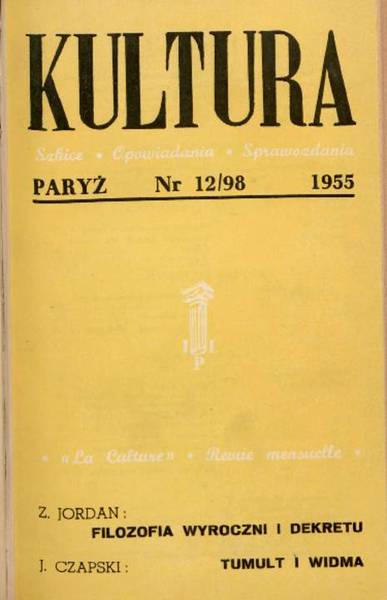 KULTURA
Szkice • Opowiadania • Sprawozdania
PARYŻ Nr 12/98 1955
I L
P
• «La Culture» • Revue mensuelle •
Z. JORDAN:
FILOZOFIA WYROCZNI I DEKRETU
J. CZAPSKI: TUMULT I WIDMA